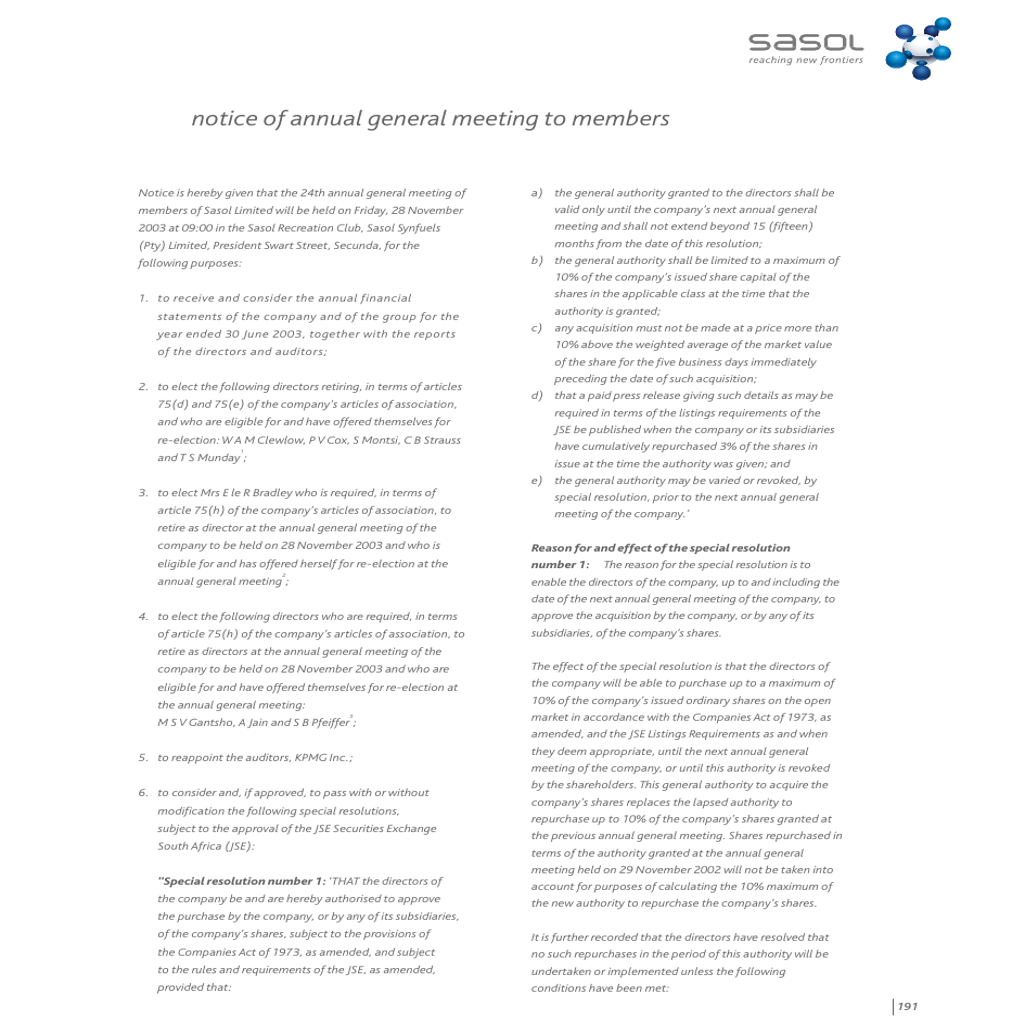 sasol
reaching new frontiers
notice of annual general meeting to members
Notice is hereby given that the 24th annual general meeting of
members of Sasol Limited will be held on Friday, 28 November
2003 at 09:00 in the Sasol Recreation Club, Sasol Synfuels
(Pty) Limited, President Swart Street, Secunda, for the
following purposes:
1. to receive and consider the annual financial
statements of the company and of the group for the
year ended 30 June 2003, together with the reports
of the directors and auditors;
2. to elect the following directors retiring, in terms of articles
75(d) and 75(e) of the company's articles of association,
and who are eligible for and have offered themselves for
re-election: W A M Clewlow, P V Cox, S Montsi, C B Strauss
and T S Munday¹;
3. to elect Mrs E le R Bradley who is required, in terms of
article 75(h) of the company's articles of association, to
retire as director at the annual general meeting of the
company to be held on 28 November 2003 and who is
eligible for and has offered herself for re-election at the
annual general meeting²;
4. to elect the following directors who are required, in terms
of article 75(h) of the company's articles of association, to
retire as directors at the annual general meeting of the
company to be held on 28 November 2003 and who are
eligible for and have offered themselves for re-election at
the annual general meeting:
M S V Gantsho, A Jain and S B Pfeiffer³;
5. to reappoint the auditors, KPMG Inc.;
6. to consider and, if approved, to pass with or without
modification the following special resolutions,
subject to the approval of the JSE Securities Exchange
South Africa (JSE):
"Special resolution number 1: 'THAT the directors of
the company be and are hereby authorised to approve
the purchase by the company, or by any of its subsidiaries,
of the company's shares, subject to the provisions of
the Companies Act of 1973, as amended, and subject
to the rules and requirements of the JSE, as amended,
provided that:
a) the general authority granted to the directors shall be
valid only until the company's next annual general
meeting and shall not extend beyond 15 (fifteen)
months from the date of this resolution;
b) the general authority shall be limited to a maximum of
10% of the company's issued share capital of the
shares in the applicable class at the time that the
authority is granted;
c) any acquisition must not be made at a price more than
10% above the weighted average of the market value
of the share for the five business days immediately
preceding the date of such acquisition;
d) that a paid press release giving such details as may be
required in terms of the listings requirements of the
JSE be published when the company or its subsidiaries
have cumulatively repurchased 3% of the shares in
issue at the time the authority was given; and
e) the general authority may be varied or revoked, by
special resolution, prior to the next annual general
meeting of the company.'
Reason for and effect of the special resolution
number 1: The reason for the special resolution is to
enable the directors of the company, up to and including the
date of the next annual general meeting of the company, to
approve the acquisition by the company, or by any of its
subsidiaries, of the company's shares.
The effect of the special resolution is that the directors of
the company will be able to purchase up to a maximum of
10% of the company's issued ordinary shares on the open
market in accordance with the Companies Act of 1973, as
amended, and the JSE Listings Requirements as and when
they deem appropriate, until the next annual general
meeting of the company, or until this authority is revoked
by the shareholders. This general authority to acquire the
company's shares replaces the lapsed authority to
repurchase up to 10% of the company's shares granted at
the previous annual general meeting. Shares repurchased in
terms of the authority granted at the annual general
meeting held on 29 November 2002 will not be taken into
account for purposes of calculating the 10% maximum of
the new authority to repurchase the company's shares.
It is further recorded that the directors have resolved that
no such repurchases in the period of this authority will be
undertaken or implemented unless the following
conditions have been met:
191